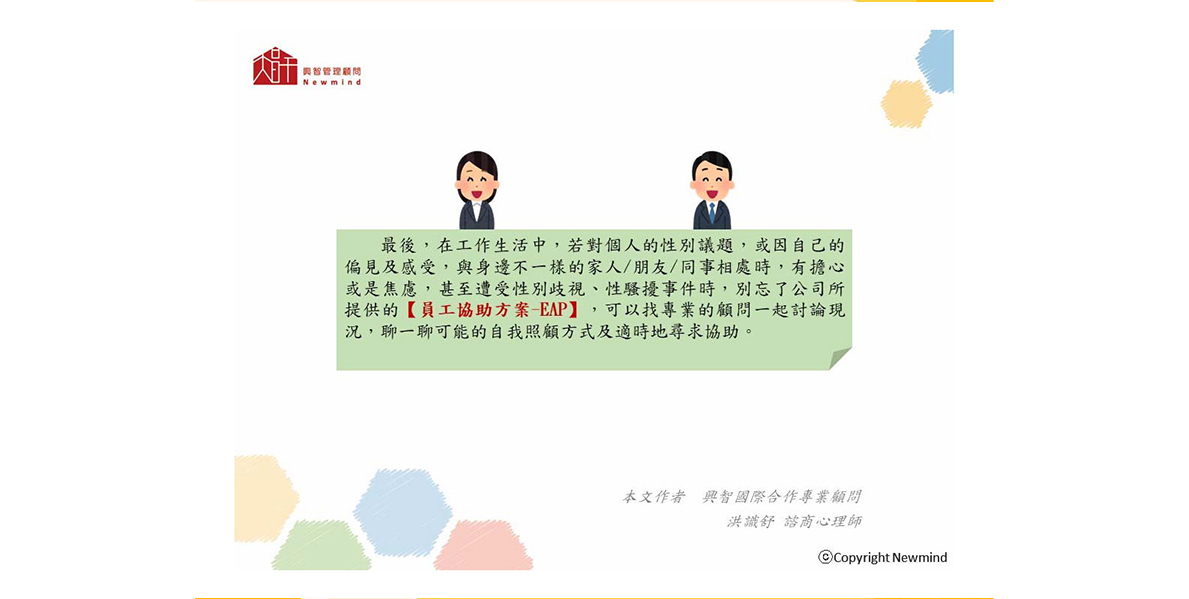 興智管理顧問
Newmind
最後，在工作生活中，若對個人的性別議題，或因自己的
偏見及感受，與身邊不一樣的家人/朋友/同事相處時，有擔心
或是焦慮，甚至遭受性別歧視、性騷擾事件時，別忘了公司所
提供的【員工協助方案-EAP】，可以找專業的顧問一起討論現
況，聊一聊可能的自我照顧方式及適時地尋求協助。
本文作者　興智國際合作專業顧問
洪識舒 諮商心理師
©Copyright Newmind